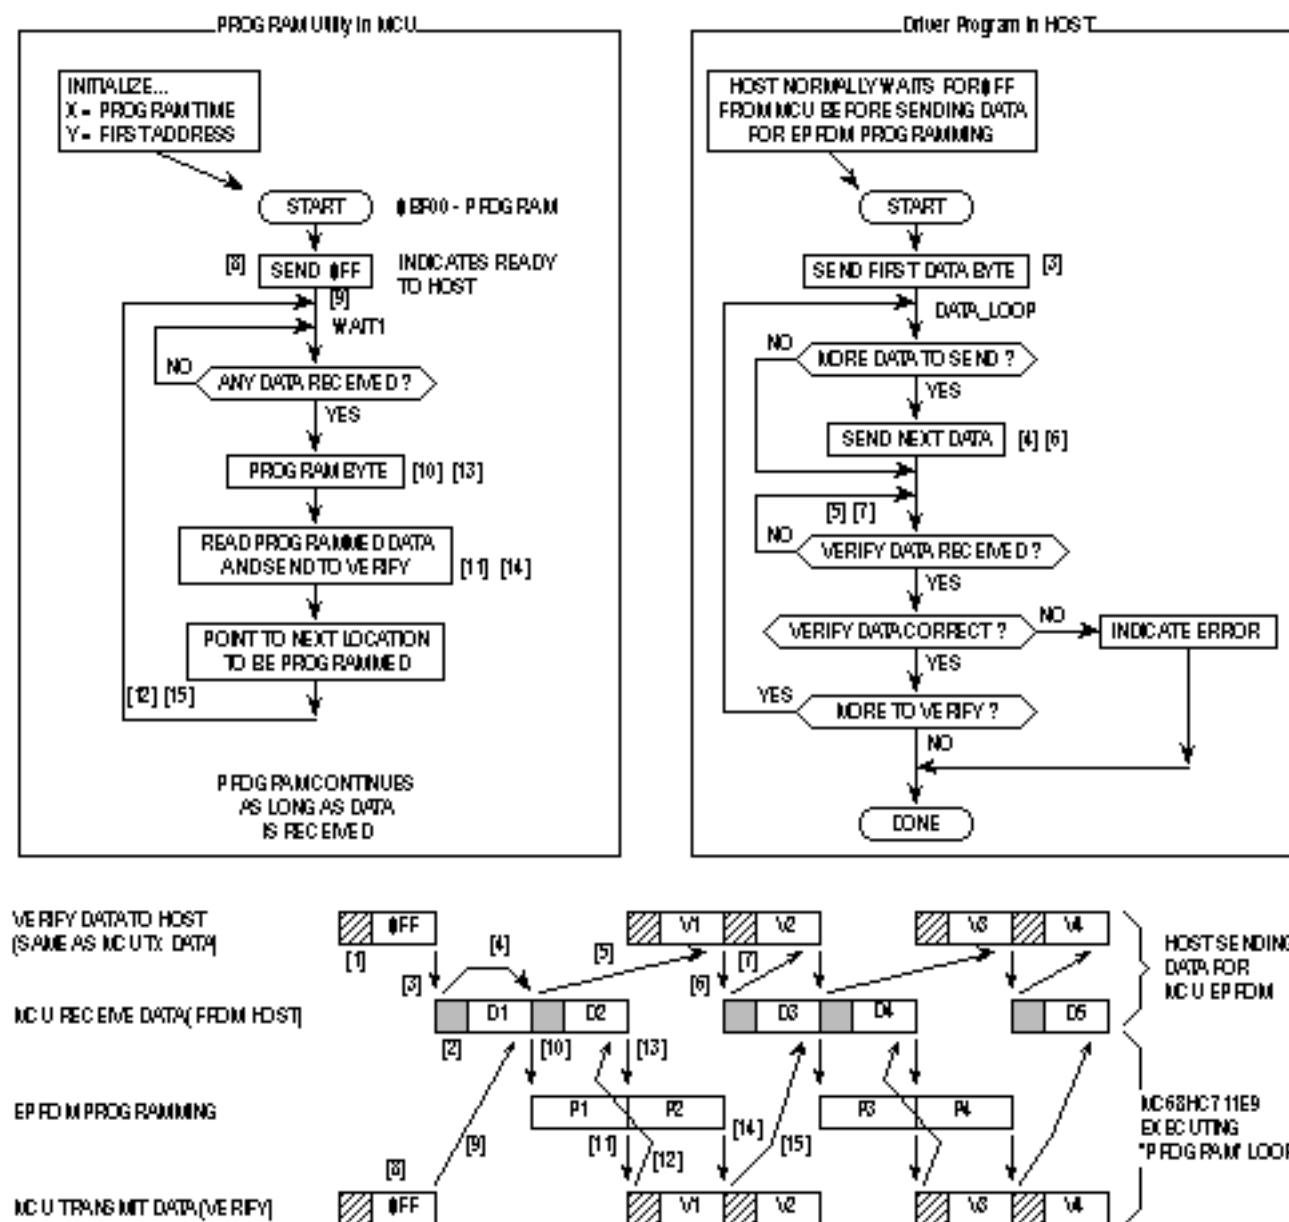 PROGRAM Utility in MCU
INITIALIZE...
X = PROGRAM TIME
Y = FIRST ADDRESS
START
$BF00 - PROGRAM
[8]
SEND $FF
INDICATES READY
TO HOST
[9]
WAIT1
NO
ANY DATA RECEIVED ?
YES
PROGRAM BYTE
[10] [13]
READ PROGRAMMED DATA
AND SEND TO VERIFY
[11] [14]
POINT TO NEXT LOCATION
TO BE PROGRAMMED
[12] [15]
PROGRAM CONTINUES
AS LONG AS DATA
IS RECEIVED
Driver Program in HOST
HOST NORMALLY WAITS FOR $FF
FROM MCU BEFORE SENDING DATA
FOR EPROM PROGRAMMING
START
SEND FIRST DATA BYTE
[3]
DATA_LOOP
NO
MORE DATA TO SEND ?
YES
SEND NEXT DATA
[4] [6]
[5] [7]
NO
VERIFY DATA RECEIVED ?
YES
VERIFY DATA CORRECT ?
NO
INDICATE ERROR
YES
YES
MORE TO VERIFY ?
NO
DONE
VERIFY DATA TO HOST
(SAME AS MCU TX DATA)
$FF
V1
V2
V3
V4
[1]
[3]
[4]
[5]
[6]
[7]
HOST SENDING
DATA FOR
MCU EPROM
MCU RECEIVE DATA (FROM HOST)
D1
D2
D3
D4
D5
[2]
[10]
[13]
EPROM PROGRAMMING
P1
P2
P3
P4
[9]
[11]
[12]
[14]
[15]
MC68HC711E9
EXECUTING
"PROGRAM" LOOP
[8]
MCU TRANSMIT DATA (VERIFY)
$FF
V1
V2
V3
V4